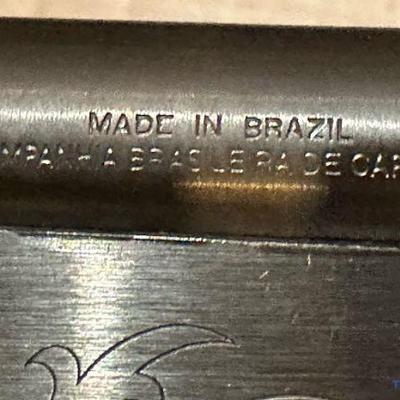 MADE IN BRAZIL
MPANHIA BRASILEIRA DE CAR